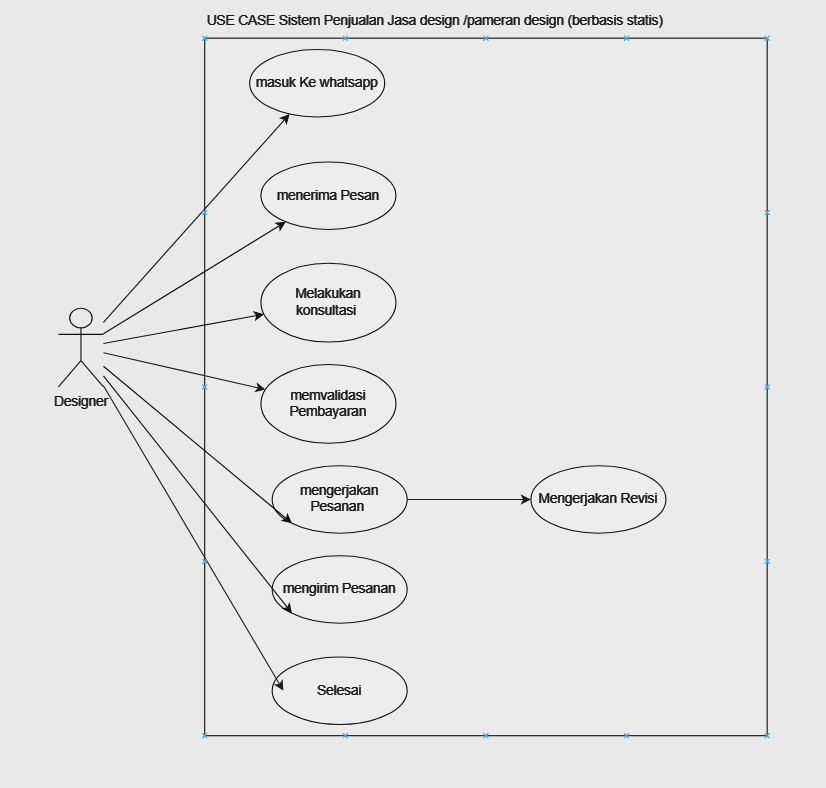 USE CASE Sistem Penjualan Jasa design /pameran design (berbasis statis)
masuk Ke whatsapp
menerima Pesan
Melakukan
konsultasi
memvalidasi
Pembayaran
Designer
mengerjakan
Pesanan
Mengerjakan Revisi
mengirim Pesanan
Selesai